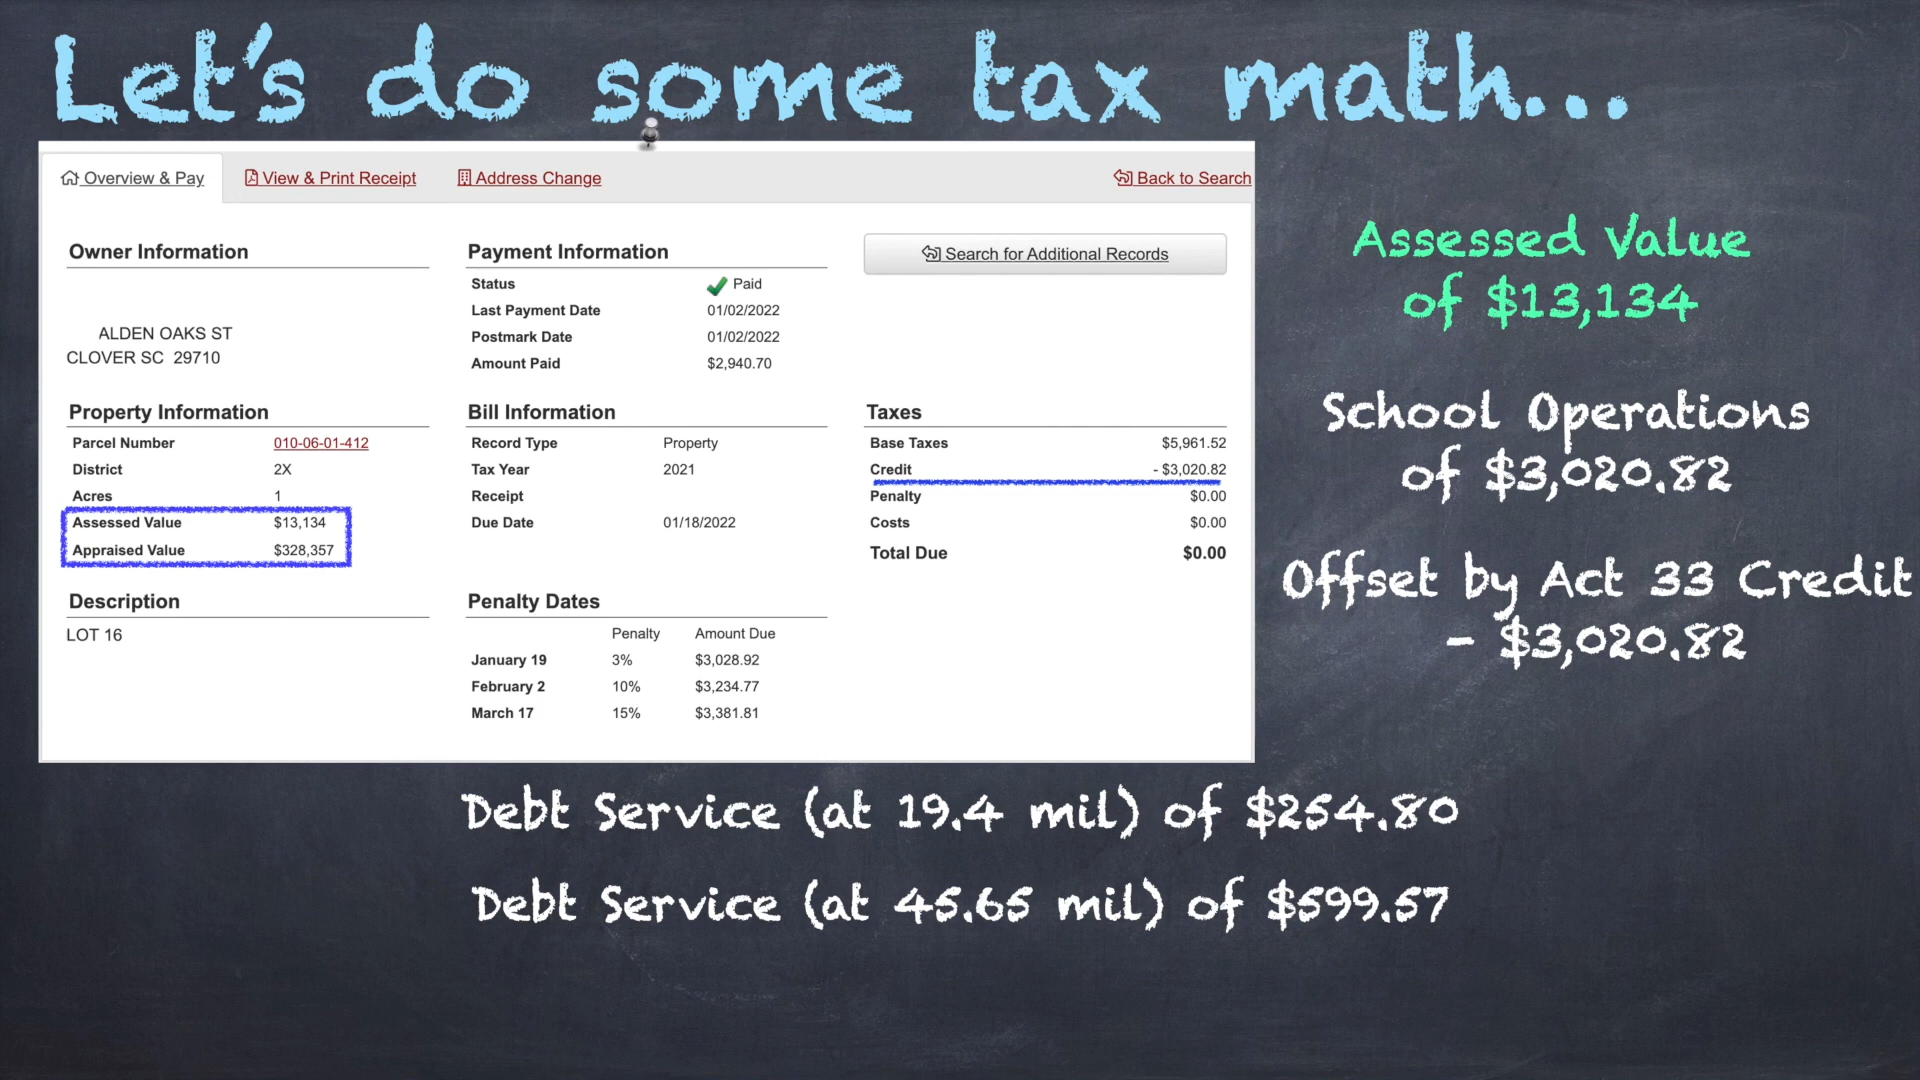 Let's do some tax math...
Overview & Pay
View & Print Receipt
Address Change
Back to Search
Owner Information
ALDEN OAKS ST
CLOVER SC 29710
Payment Information
Status Paid
Last Payment Date 01/02/2022
Postmark Date 01/02/2022
Amount Paid $2,940.70
Search for Additional Records
Property Information
Parcel Number 010-06-01-412
District 2X
Acres 1
Assessed Value $13,134
Appraised Value $328,357
Bill Information
Record Type Property
Tax Year 2021
Receipt
Due Date 01/18/2022
Taxes
Base Taxes $5,961.52
Credit - $3,020.82
Penalty $0.00
Costs $0.00
Total Due $0.00
Description
LOT 16
Penalty Dates
Penalty Amount Due
January 19 3% $3,028.92
February 2 10% $3,234.77
March 17 15% $3,381.81
Assessed Value
of $13,134
School Operations
of $3,020.82
Offset by Act 33 Credit
- $3,020.82
Debt Service (at 19.4 mil) of $254.80
Debt Service (at 45.65 mil) of $599.57